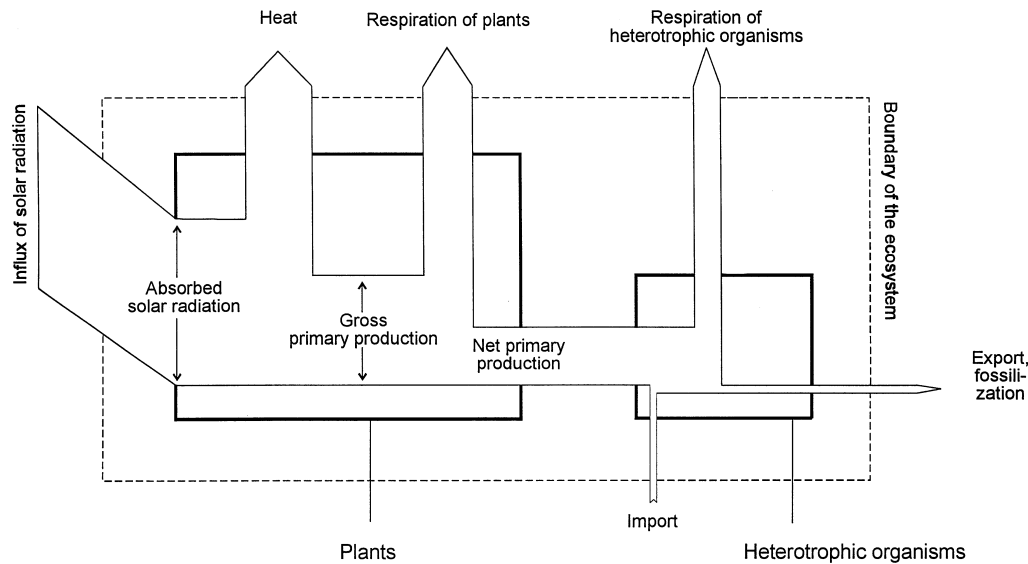 Heat
Respiration of plants
Respiration of
heterotrophic organisms
Influx of solar radiation
Boundary of the ecosystem
Absorbed
solar radiation
Gross
primary production
Net primary
production
Export,
fossili-
zation
Import
Plants
Heterotrophic organisms